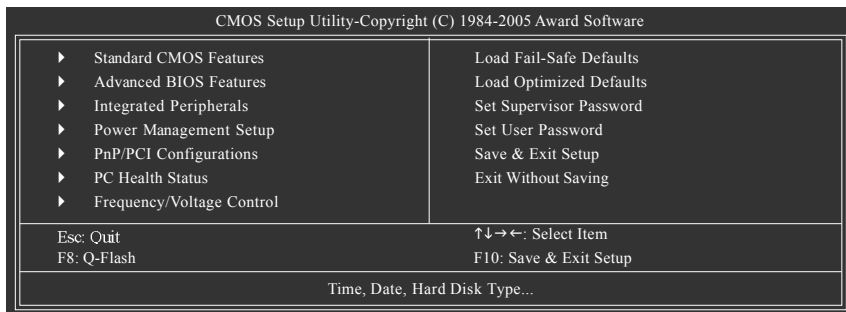 CMOS Setup Utility-Copyright (C) 1984-2005 Award Software
Standard CMOS Features
Advanced BIOS Features
Integrated Peripherals
Power Management Setup
PnP/PCI Configurations
PC Health Status
Frequency/Voltage Control
Load Fail-Safe Defaults
Load Optimized Defaults
Set Supervisor Password
Set User Password
Save & Exit Setup
Exit Without Saving
Esc: Quit
↑↓→←: Select Item
F8: Q-Flash
F10: Save & Exit Setup
Time, Date, Hard Disk Type...